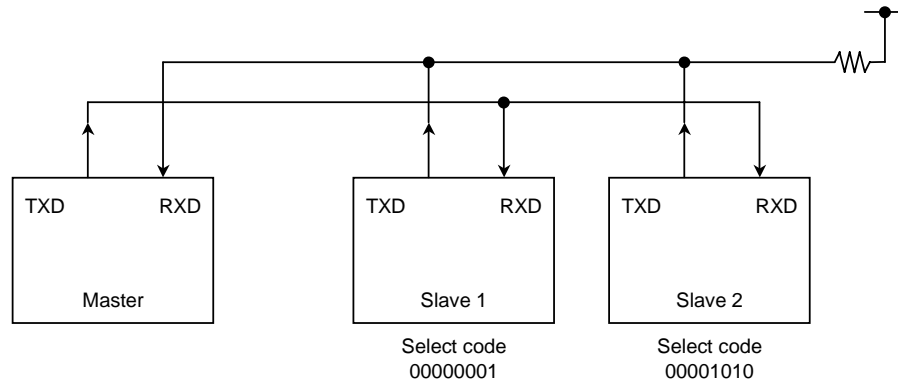 TXD RXD TXD RXD TXD RXD
Master Slave 1 Slave 2
Select code Select code
00000001 00001010